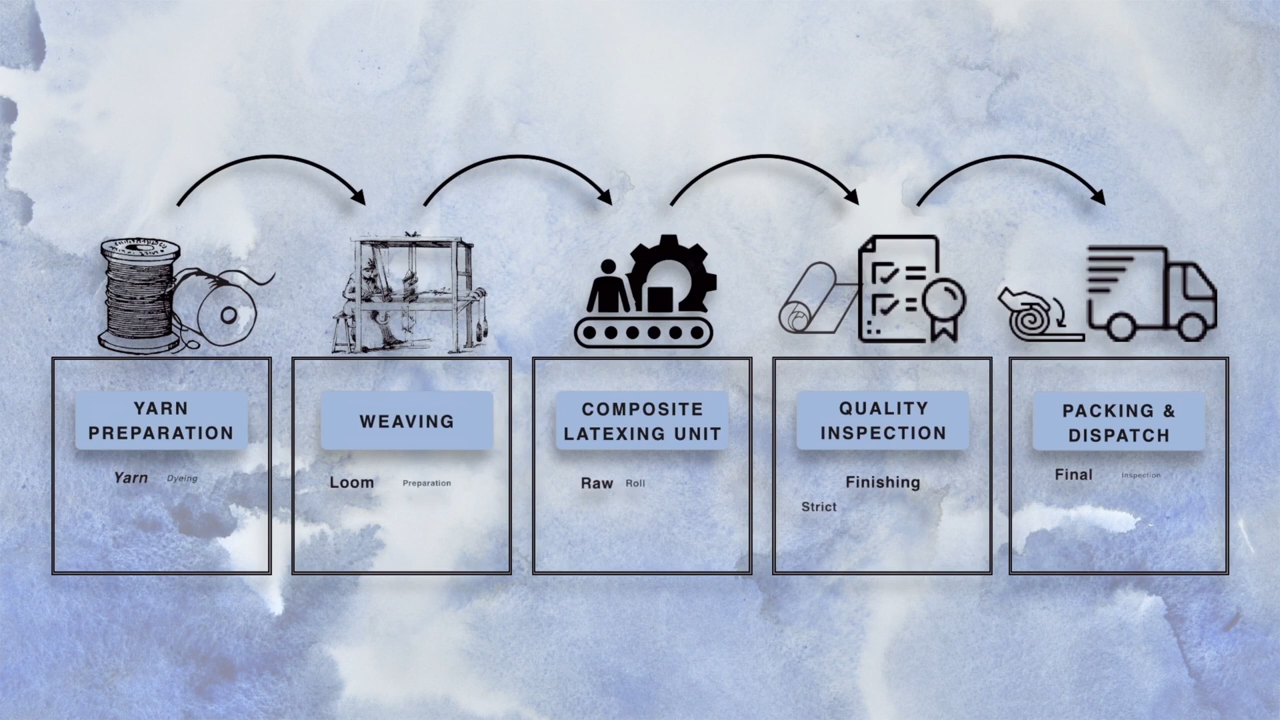 YARN
PREPARATION
Yarn Dyeing
WEAVING
Loom Preparation
COMPOSITE
LATEXING UNIT
Raw Roll
QUALITY
INSPECTION
Finishing
Strict
PACKING &
DISPATCH
Final Inspection